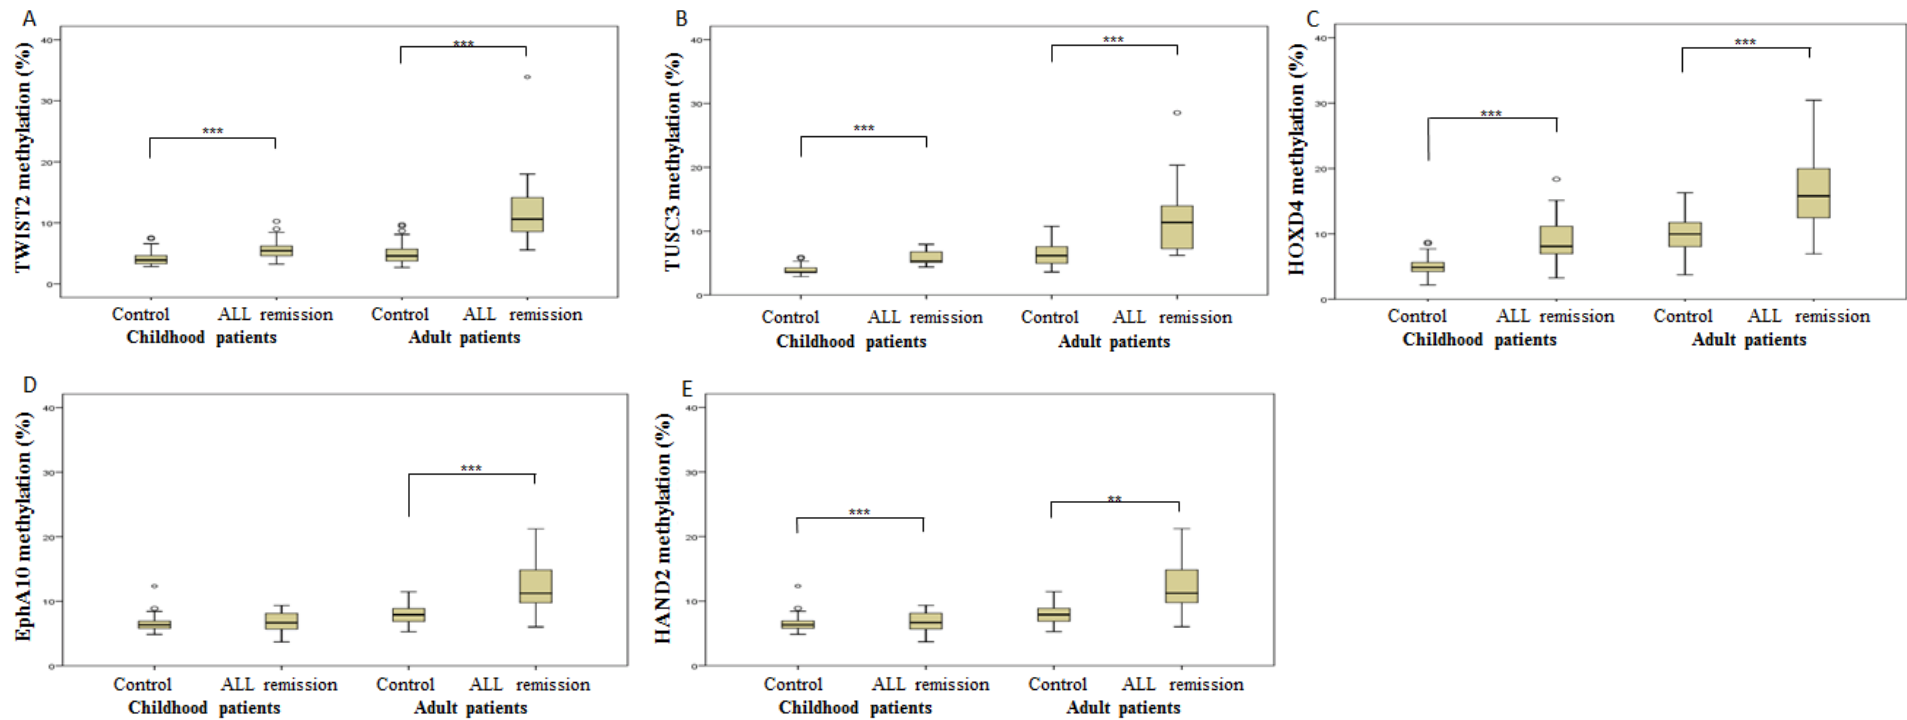 A
TWIST2 methylation (%)
40
30
20
10
0
***
***
Control ALL remission Control ALL remission
Childhood patients Adult patients
B
TUSC3 methylation (%)
40
30
20
10
0
***
***
Control ALL remission Control ALL remission
Childhood patients Adult patients
C
HOXD4 methylation (%)
40
30
20
10
0
***
***
Control ALL remission Control ALL remission
Childhood patients Adult patients
D
EphA10 methylation (%)
40
30
20
10
0
***
Control ALL remission Control ALL remission
Childhood patients Adult patients
E
HAND2 methylation (%)
40
30
20
10
0
***
**
Control ALL remission Control ALL remission
Childhood patients Adult patients